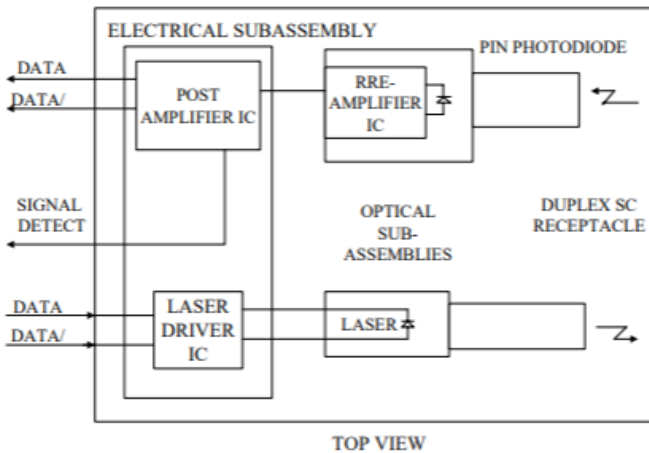 ELECTRICAL SUBASSEMBLY
DATA
DATA/
POST
AMPLIFIER IC
RRE-
AMPLIFIER
IC
PIN PHOTODIODE
SIGNAL
DETECT
OPTICAL
SUB-
ASSEMBLIES
DUPLEX SC
RECEPTACLE
DATA
DATA/
LASER
DRIVER
IC
LASER
TOP VIEW